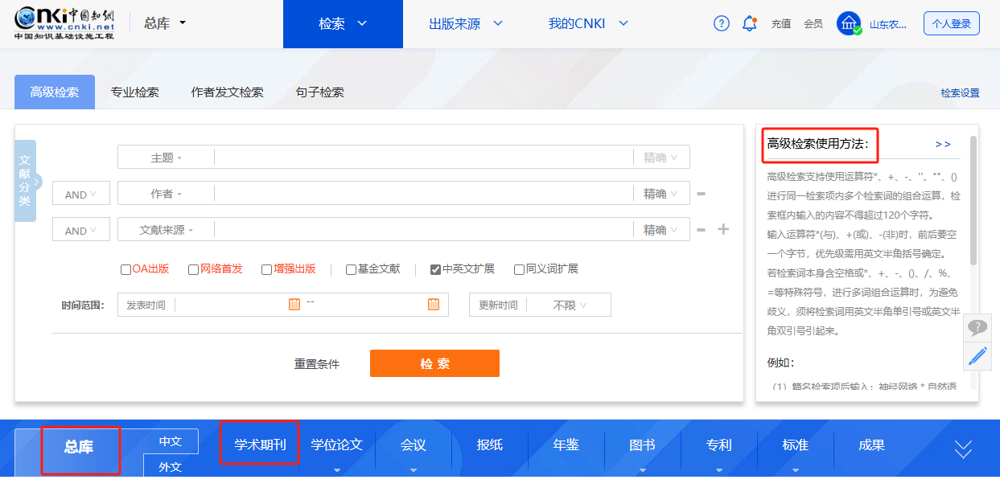 CNKI中国知网
www.cnki.net
中国知识基础设施工程
总库
检索
出版来源
我的CNKI
充值
会员
山东农...
个人登录
高级检索
专业检索
作者发文检索
句子检索
检索设置
文献分类
主题
精确
AND
作者
精确
AND
文献来源
精确
OA出版
网络首发
增强出版
基金文献
中英文扩展
同义词扩展
时间范围：
发表时间
--
更新时间
不限
重置条件
检索
高级检索使用方法：
>>
高级检索支持使用运算符*、+、-、''、""、()
进行同一检索项内多个检索词的组合运算，检
索框内输入的内容不得超过120个字符。
输入运算符*(与)、+(或)、-(非)时，前后要空
一个字节，优先级需用英文半角括号确定。
若检索词本身含空格或*、+、-、()、/、%、
=等特殊符号，进行多词组合运算时，为避免
歧义，须将检索词用英文半角单引号或英文半
角双引号引起来。
例如：
（1）篇名检索项后输入：神经网络 * 自然语
总库
中文
外文
学术期刊
学位论文
会议
报纸
年鉴
图书
专利
标准
成果